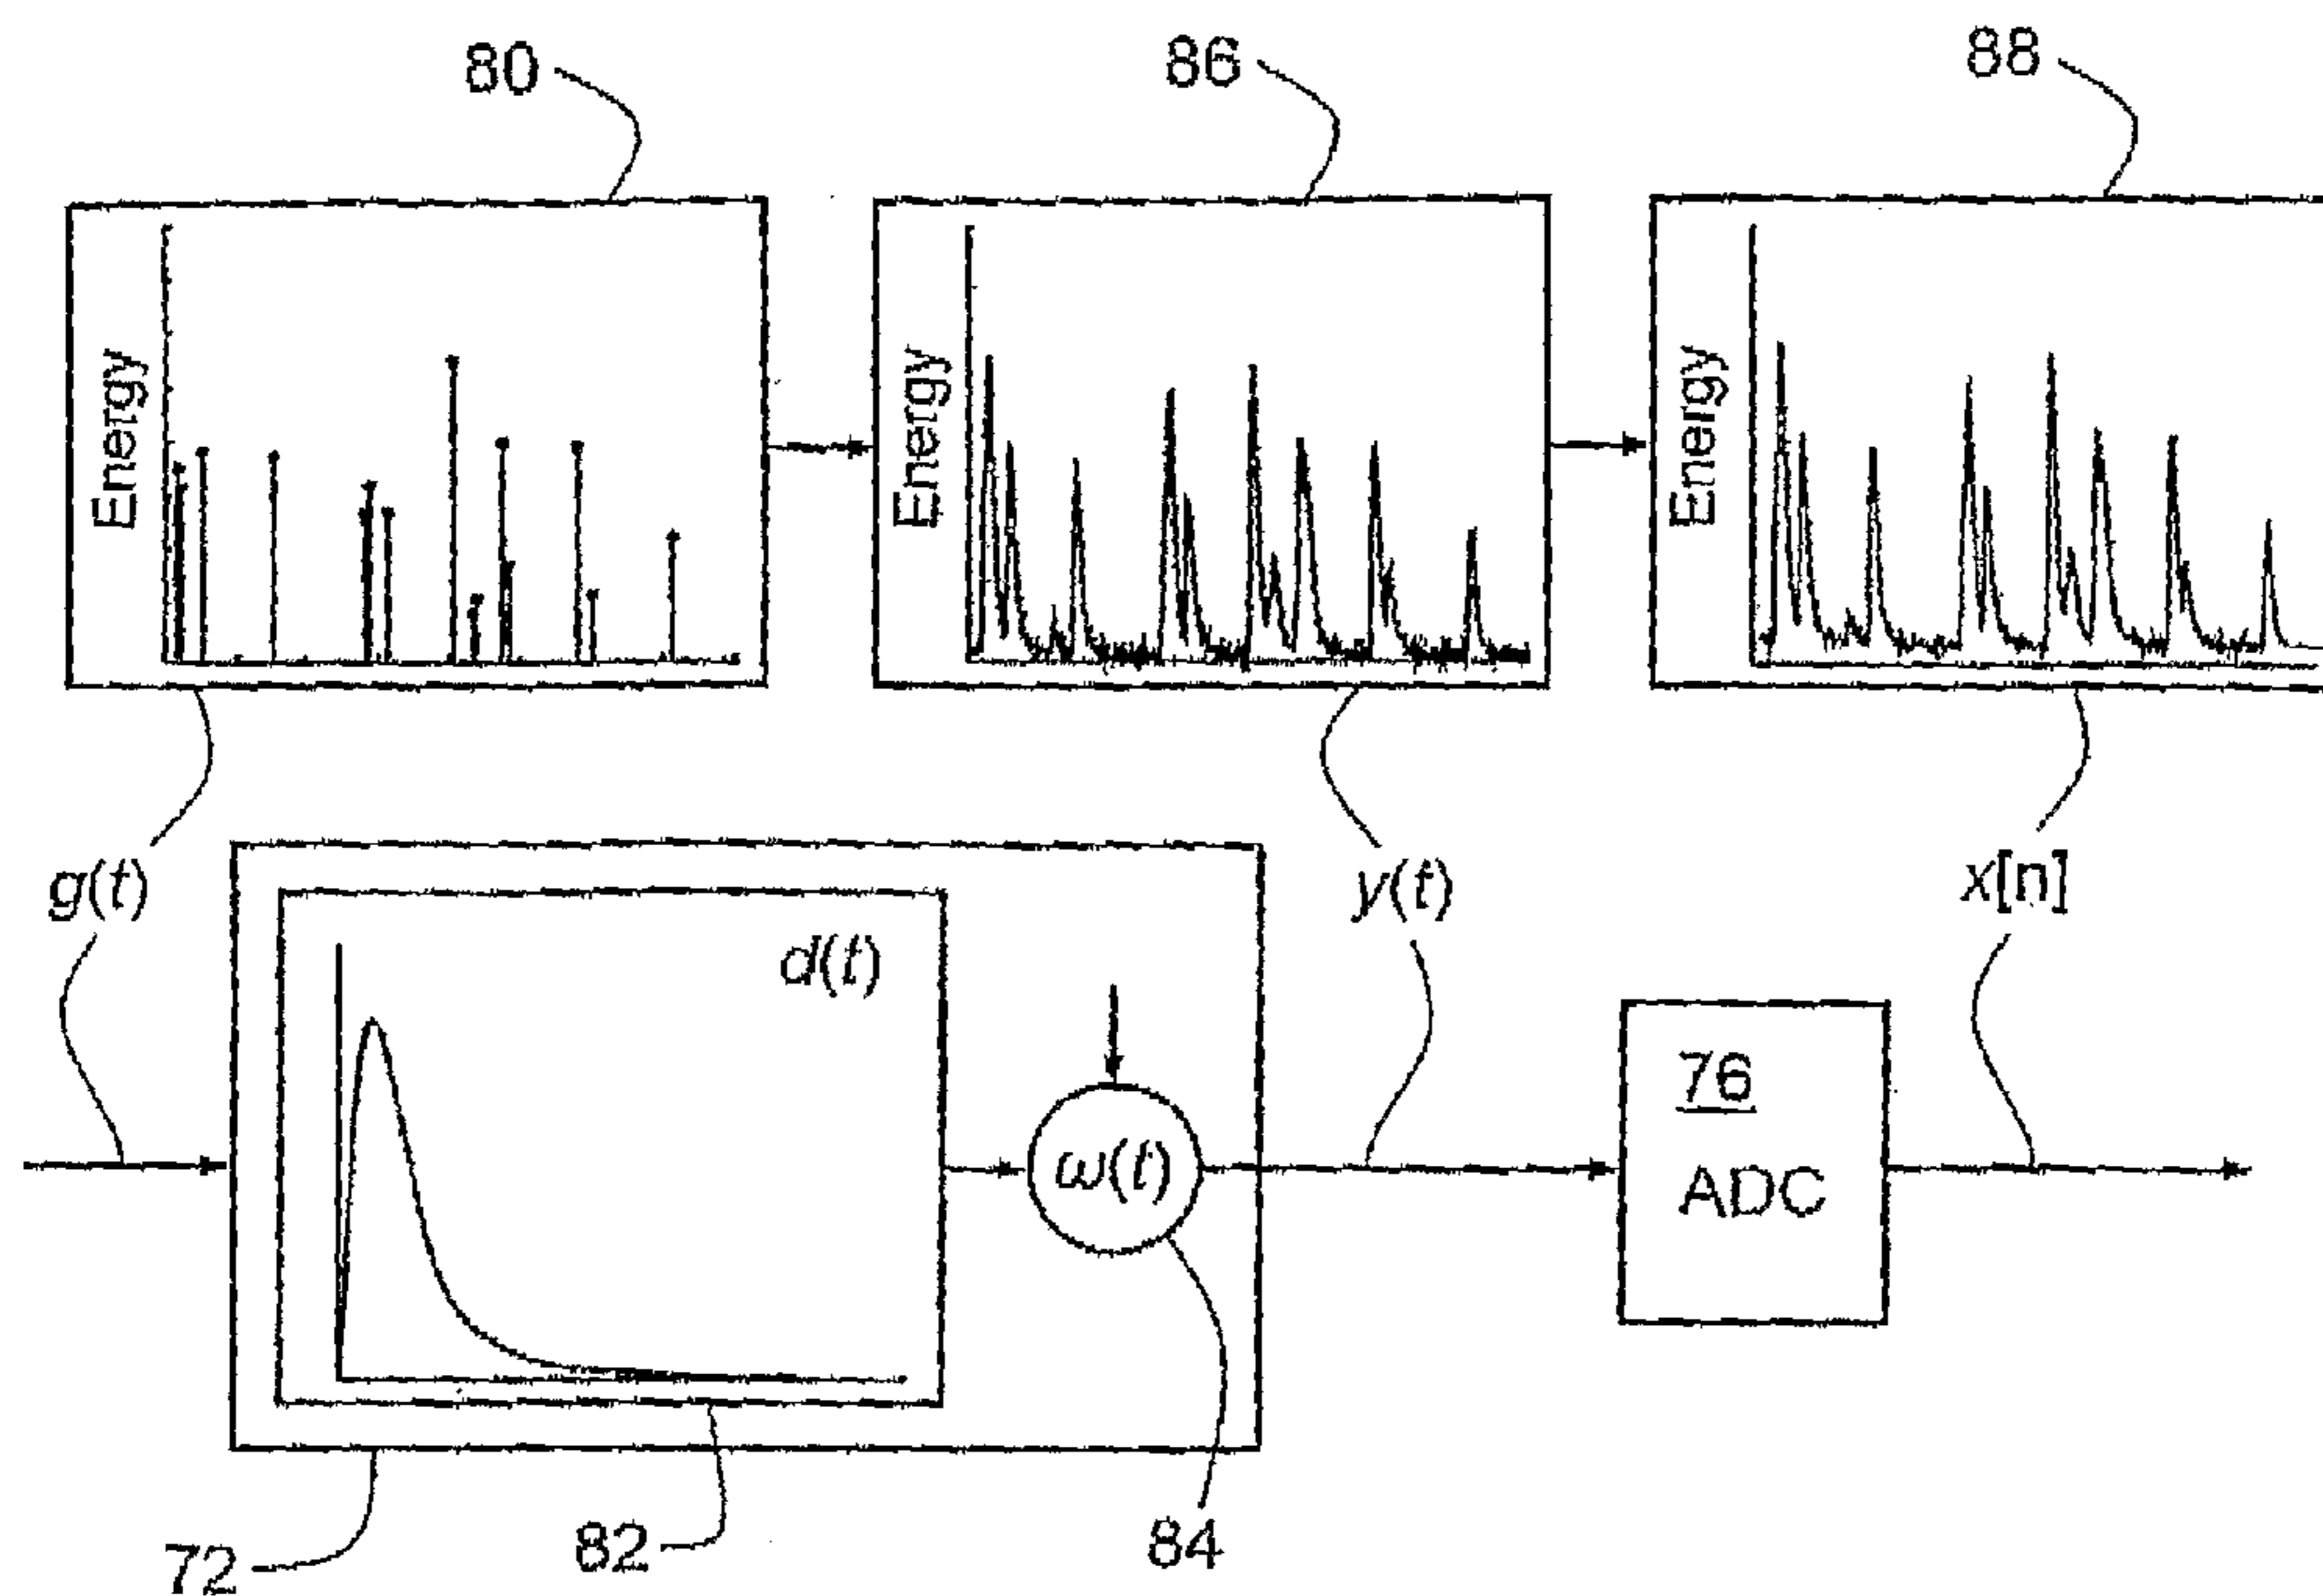 80
86
88
Energy
Energy
Energy
g(t)
y(t)
x[n]
d(t)
ω(t)
76
ADC
72
82
84